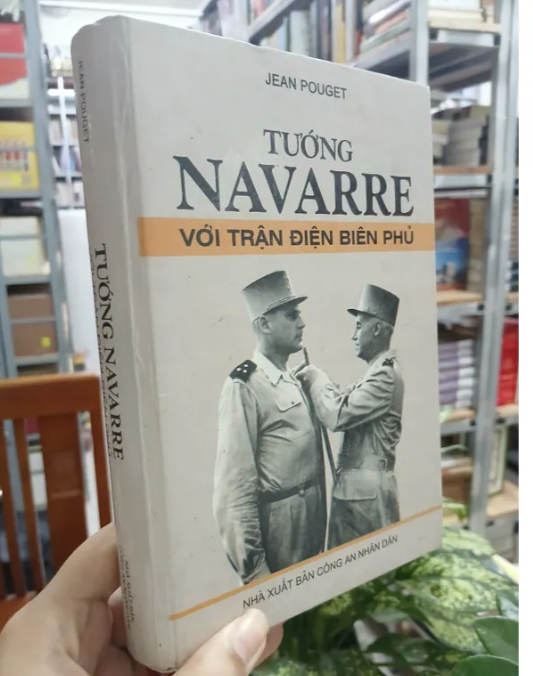 JEAN POUGET
TƯỚNG
NAVARRE
VỚI TRẬN ĐIỆN BIÊN PHỦ
NHÀ XUẤT BẢN CÔNG AN NHÂN DÂN
JEAN POUGET
TƯỚNG NAVARRE